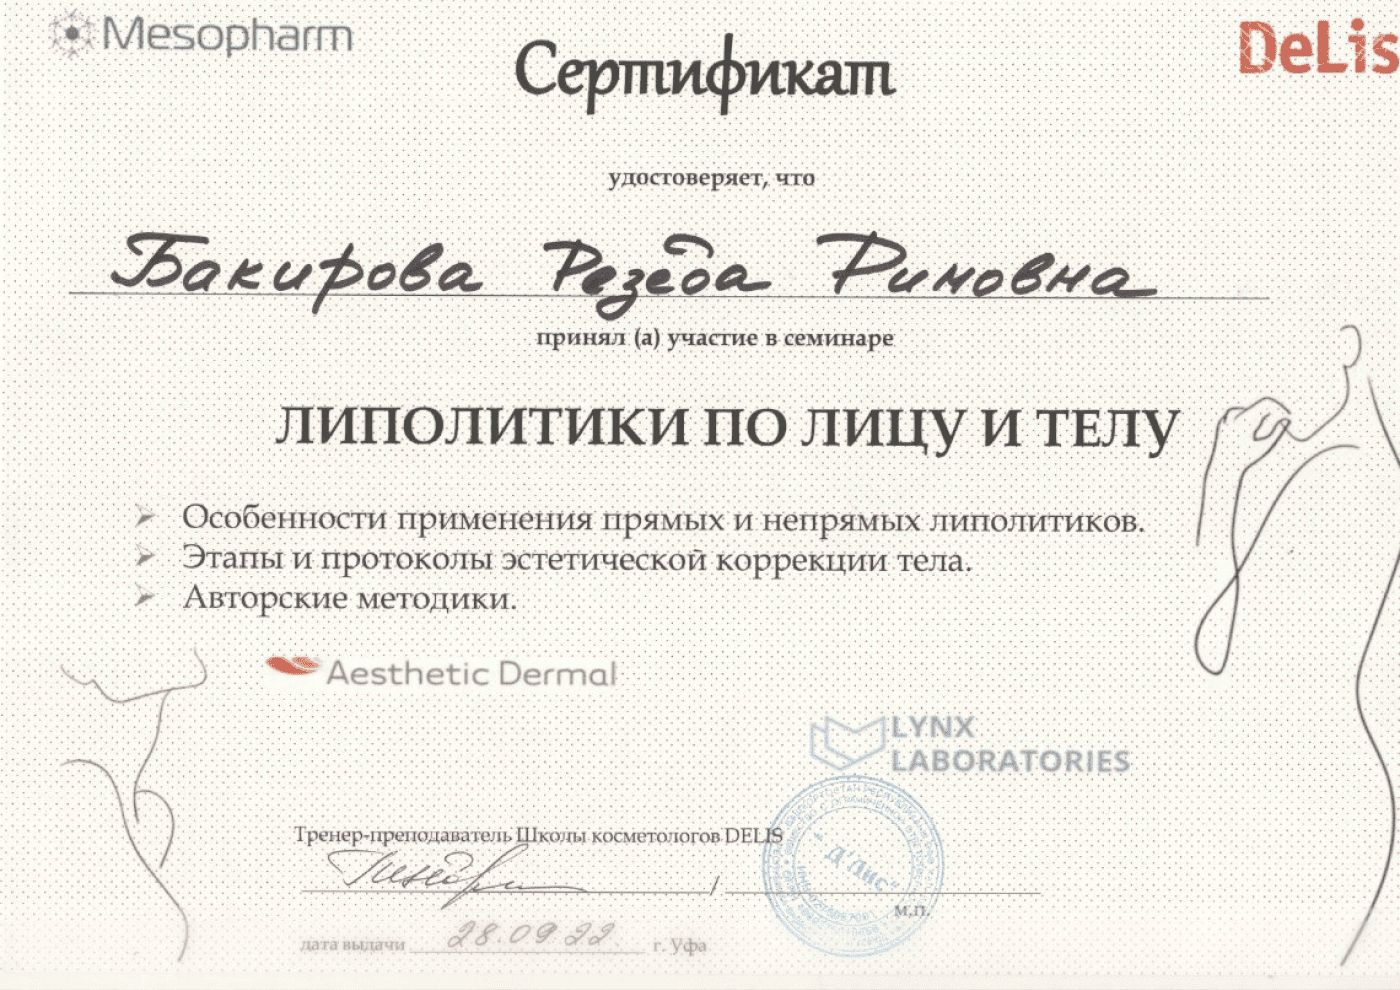 Mesopharm
DeLis
Сертификат
удостоверяет, что
Бакирова Резеда Римовна
принял (а) участие в семинаре
ЛИПОЛИТИКИ ПО ЛИЦУ И ТЕЛУ
Особенности применения прямых и непрямых липолитиков.
Этапы и протоколы эстетической коррекции тела.
Авторские методики.
Aesthetic Dermal
LYNX
LABORATORIES
Тренер-преподаватель Школы косметологов DELIS
/
"Д'Лис"
м.п.
дата выдачи 28.09.22. г. Уфа